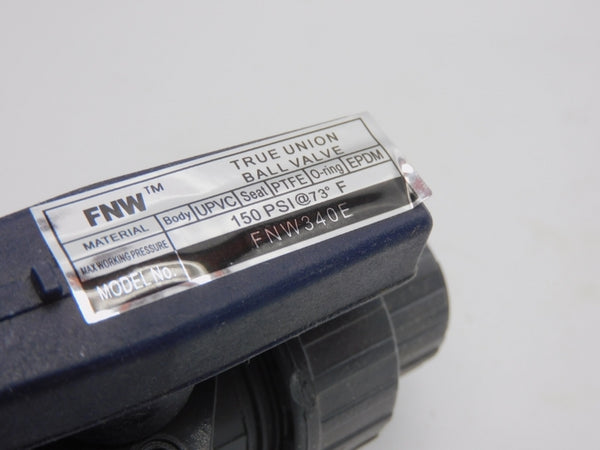 FNW™ TRUE UNION
BALL VALVE
MATERIAL Body UPVC Seat PTFE O-ring EPDM
MAX WORKING PRESSURE 150 PSI@73° F
MODEL No. FNW340E